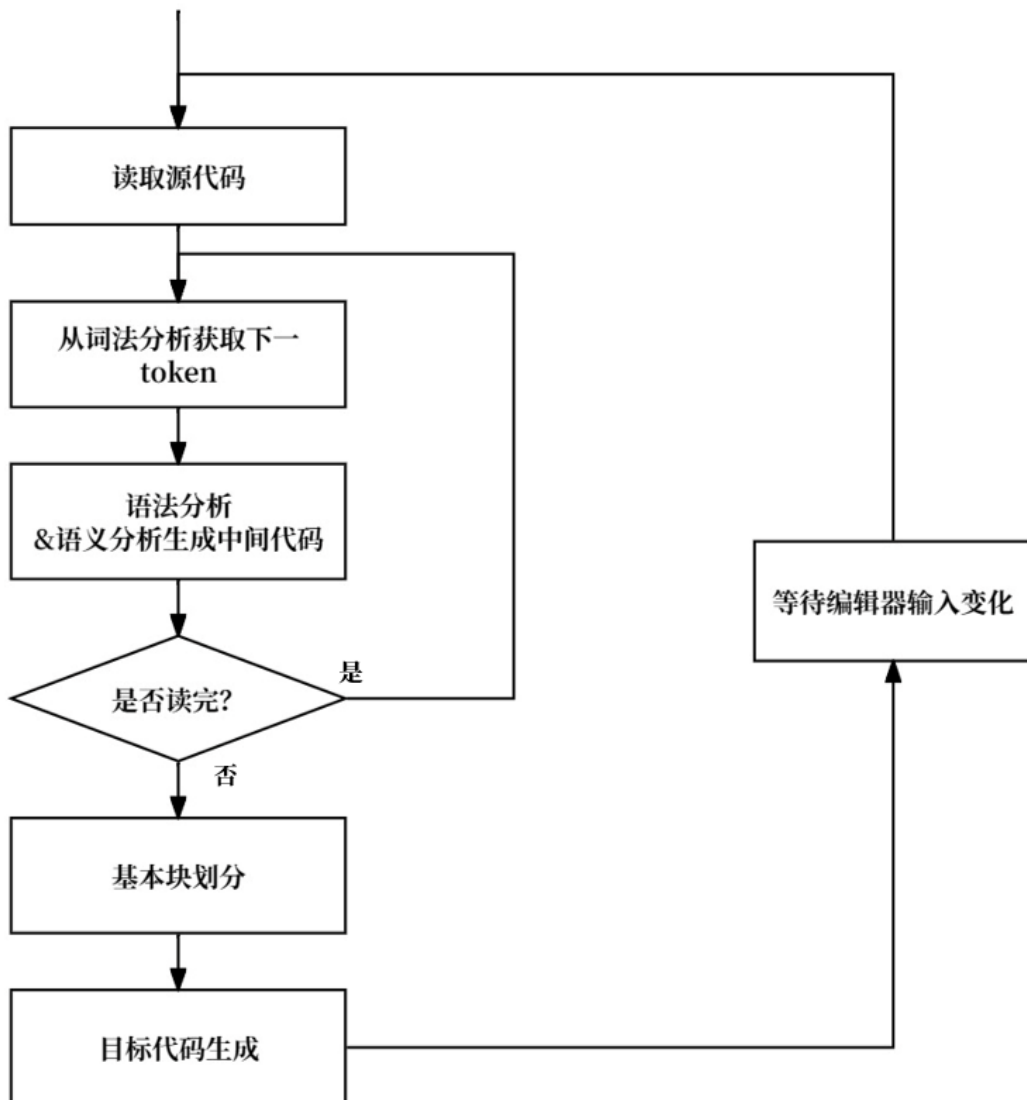 读取源代码
从词法分析获取下一
token
语法分析
&语义分析生成中间代码
等待编辑器输入变化
是
是否读完?
否
基本块划分
目标代码生成